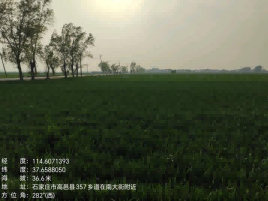 经    度：114.6071393
纬    度：37.6588050
海    拔：36.6米
地    址：石家庄市高邑县357乡道在南大街附近
方 位 角：282°(西)